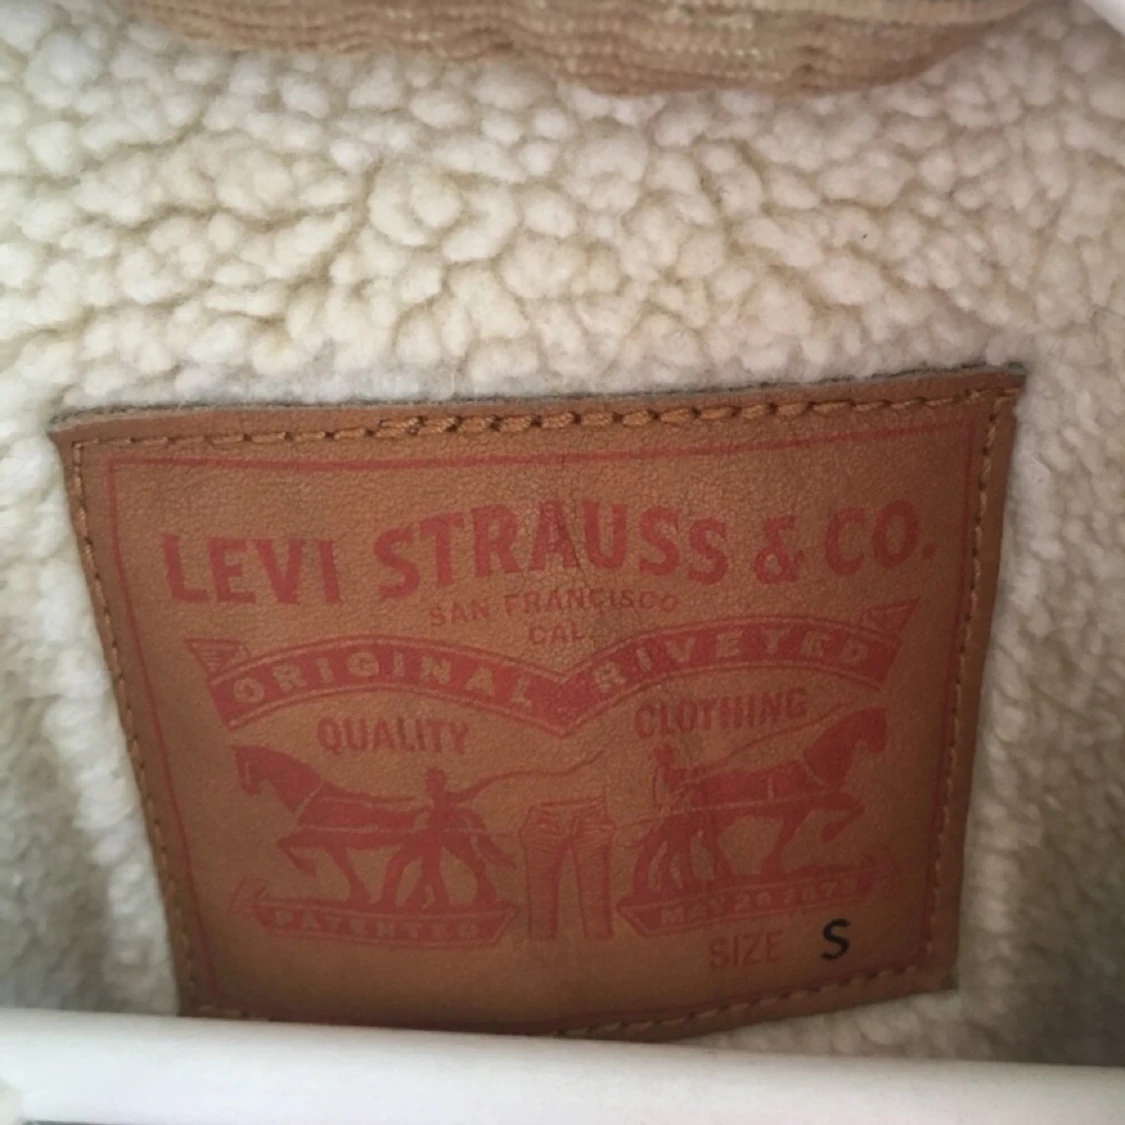 LEVI STRAUSS & CO.
SAN FRANCISCO
CAL.
ORIGINAL RIVETED
QUALITY CLOTHING
PATENTED MAY 20 1873
SIZE S